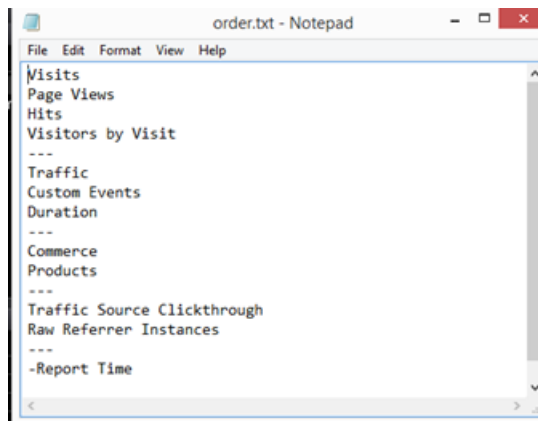 order.txt - Notepad
File Edit Format View Help
Visits
Page Views
Hits
Visitors by Visit
---
Traffic
Custom Events
Duration
---
Commerce
Products
---
Traffic Source Clickthrough
Raw Referrer Instances
---
-Report Time